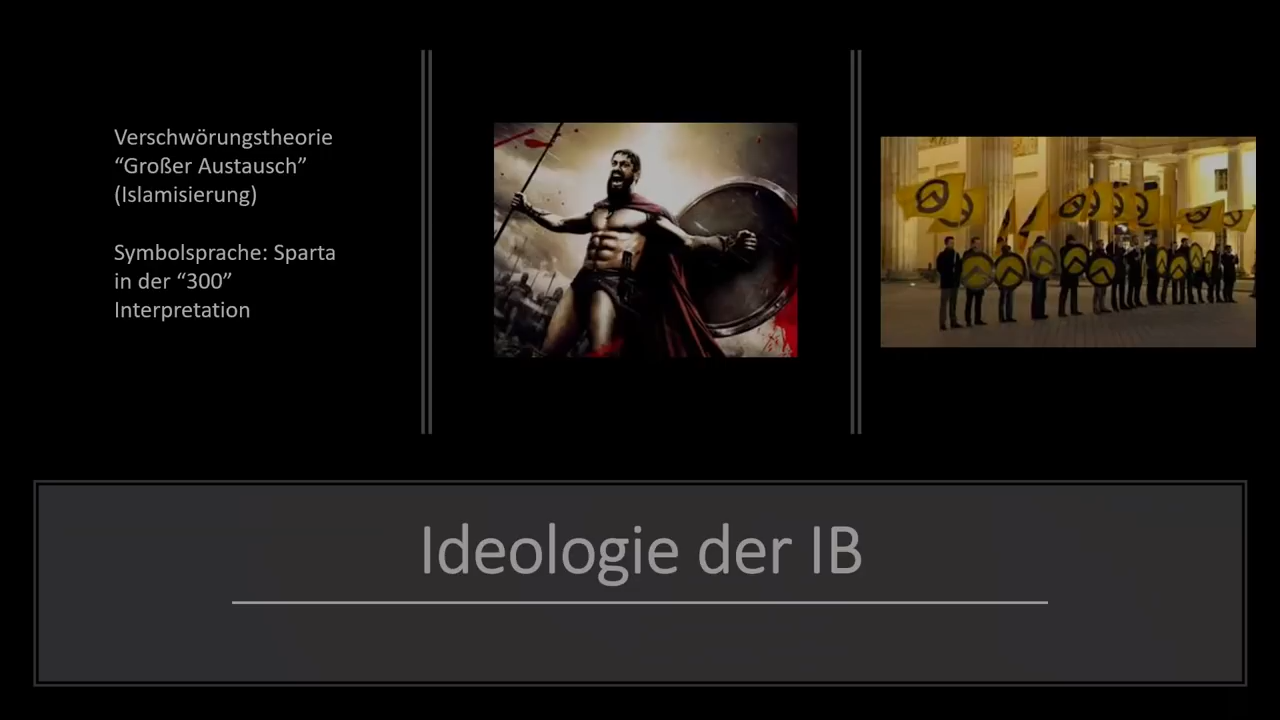 Verschwörungstheorie
“Großer Austausch”
(Islamisierung)
Symbolsprache: Sparta
in der “300”
Interpretation
Ideologie der IB